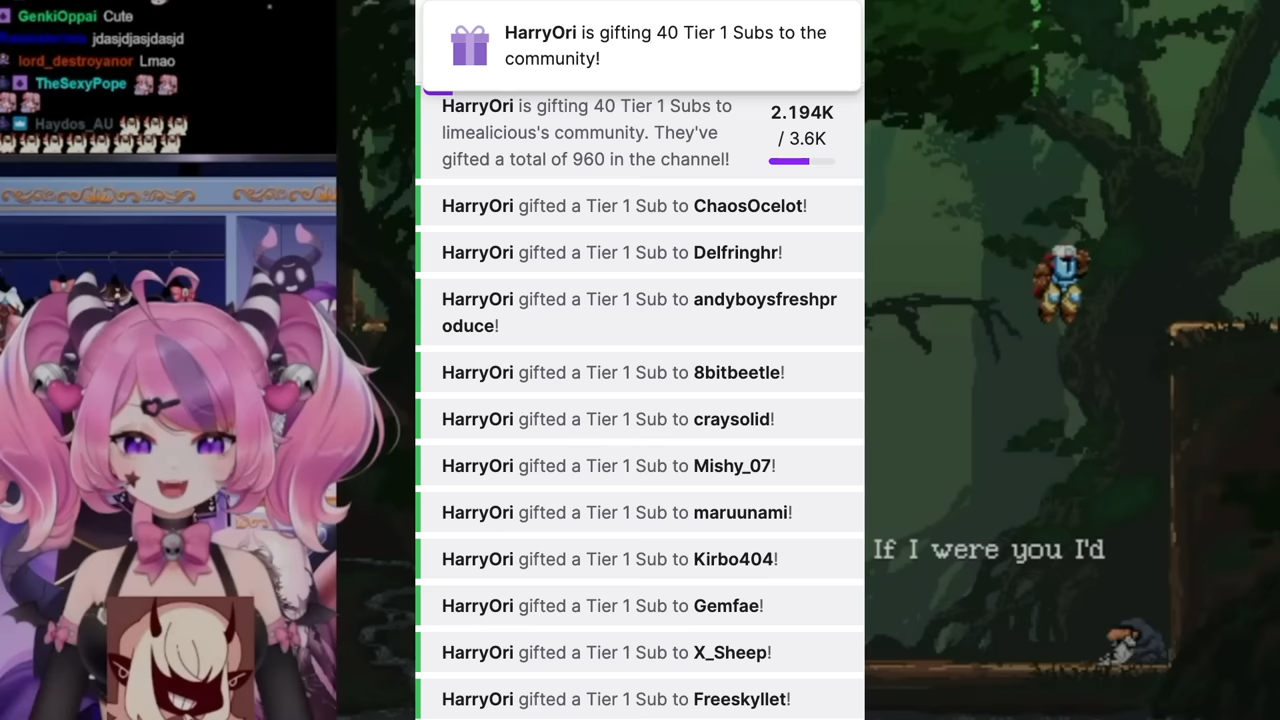 GenkiOppai Cute
jdasjdjasjdasjd
lord_destroyanor Lmao
TheSexyPope
Haydos_AU
HarryOri is gifting 40 Tier 1 Subs to the
community!
HarryOri is gifting 40 Tier 1 Subs to
limealicious's community. They've
gifted a total of 960 in the channel!
2.194K
/ 3.6K
HarryOri gifted a Tier 1 Sub to ChaosOcelot!
HarryOri gifted a Tier 1 Sub to Delfringhr!
HarryOri gifted a Tier 1 Sub to andyboysfreshpr
oduce!
HarryOri gifted a Tier 1 Sub to 8bitbeetle!
HarryOri gifted a Tier 1 Sub to craysolid!
HarryOri gifted a Tier 1 Sub to Mishy_07!
HarryOri gifted a Tier 1 Sub to maruunami!
HarryOri gifted a Tier 1 Sub to Kirbo404!
HarryOri gifted a Tier 1 Sub to Gemfae!
HarryOri gifted a Tier 1 Sub to X_Sheep!
HarryOri gifted a Tier 1 Sub to Freeskyllet!
If I were you I'd